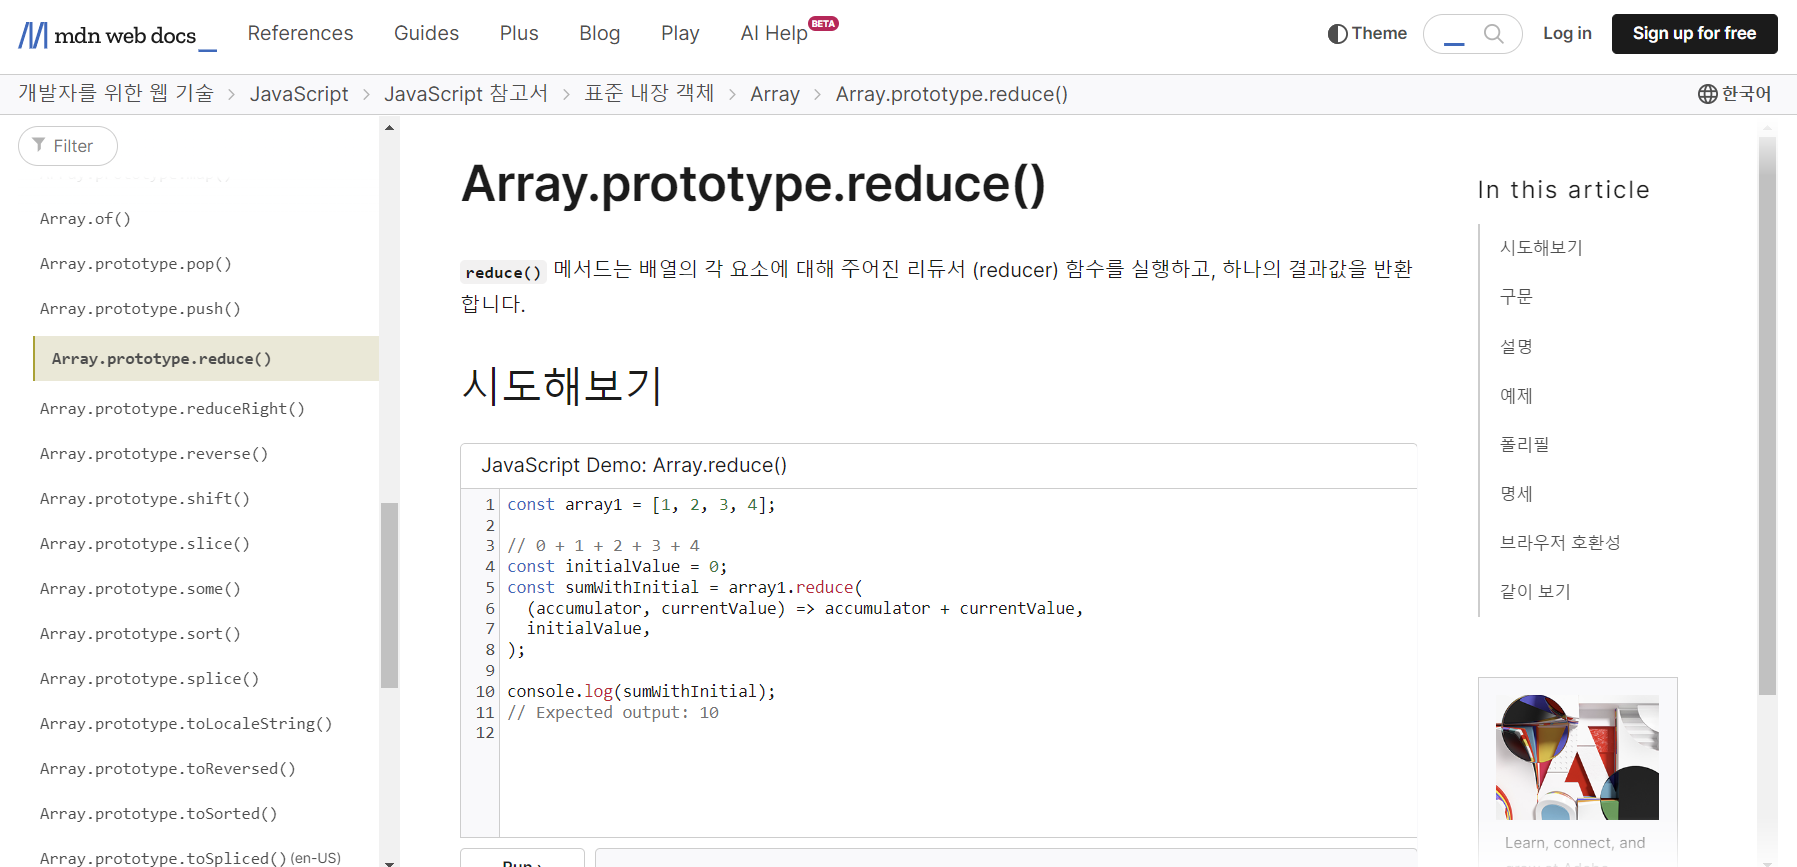 mdn web docs_
References
Guides
Plus
Blog
Play
AI Help
BETA
Theme
Log in
Sign up for free
개발자를 위한 웹 기술
JavaScript
JavaScript 참고서
표준 내장 객체
Array
Array.prototype.reduce()
한국어
Filter
Array.of()
Array.prototype.pop()
Array.prototype.push()
Array.prototype.reduce()
Array.prototype.reduceRight()
Array.prototype.reverse()
Array.prototype.shift()
Array.prototype.slice()
Array.prototype.some()
Array.prototype.sort()
Array.prototype.splice()
Array.prototype.toLocaleString()
Array.prototype.toReversed()
Array.prototype.toSorted()
Array.prototype.toSpliced() (en-US)
Array.prototype.reduce()
reduce() 메서드는 배열의 각 요소에 대해 주어진 리듀서 (reducer) 함수를 실행하고, 하나의 결과값을 반환
합니다.
시도해보기
JavaScript Demo: Array.reduce()
1 const array1 = [1, 2, 3, 4];
2
3 // 0 + 1 + 2 + 3 + 4
4 const initialValue = 0;
5 const sumWithInitial = array1.reduce(
6 (accumulator, currentValue) => accumulator + currentValue,
7 initialValue,
8 );
9
10 console.log(sumWithInitial);
11 // Expected output: 10
12
Run ›
In this article
시도해보기
구문
설명
예제
폴리필
명세
브라우저 호환성
같이 보기
Learn, connect, and